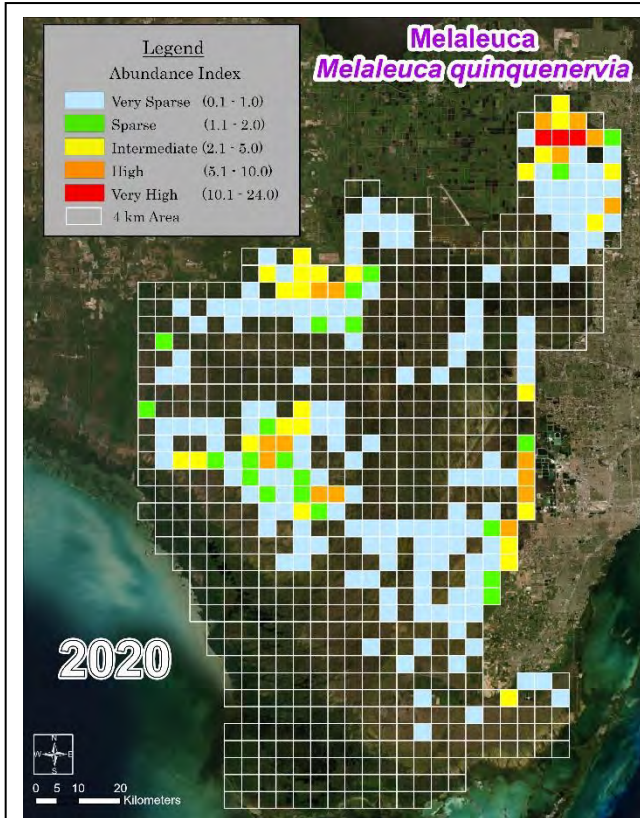 Melaleuca
Melaleuca quinquenervia
Legend
Abundance Index
Very Sparse (0.1 - 1.0)
Sparse (1.1 - 2.0)
Intermediate (2.1 - 5.0)
High (5.1 - 10.0)
Very High (10.1 - 24.0)
4 km Area
2020
N
W E
S
0 5 10 20
Kilometers